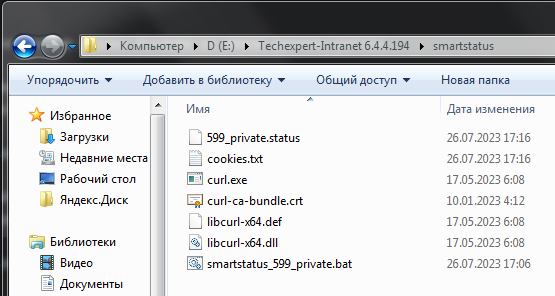 Компьютер ▸ D (E:) ▸ Techexpert-Intranet 6.4.4.194 ▸ smartstatus
Упорядочить Добавить в библиотеку Общий доступ Новая папка
Избранное
Загрузки
Недавние места
Рабочий стол
Яндекс.Диск
Библиотеки
Видео
Документы
Имя Дата изменения
599_private.status 26.07.2023 17:16
cookies.txt 26.07.2023 17:16
curl.exe 17.05.2023 6:08
curl-ca-bundle.crt 10.01.2023 4:12
libcurl-x64.def 17.05.2023 6:08
libcurl-x64.dll 17.05.2023 6:08
smartstatus_599_private.bat 26.07.2023 17:06